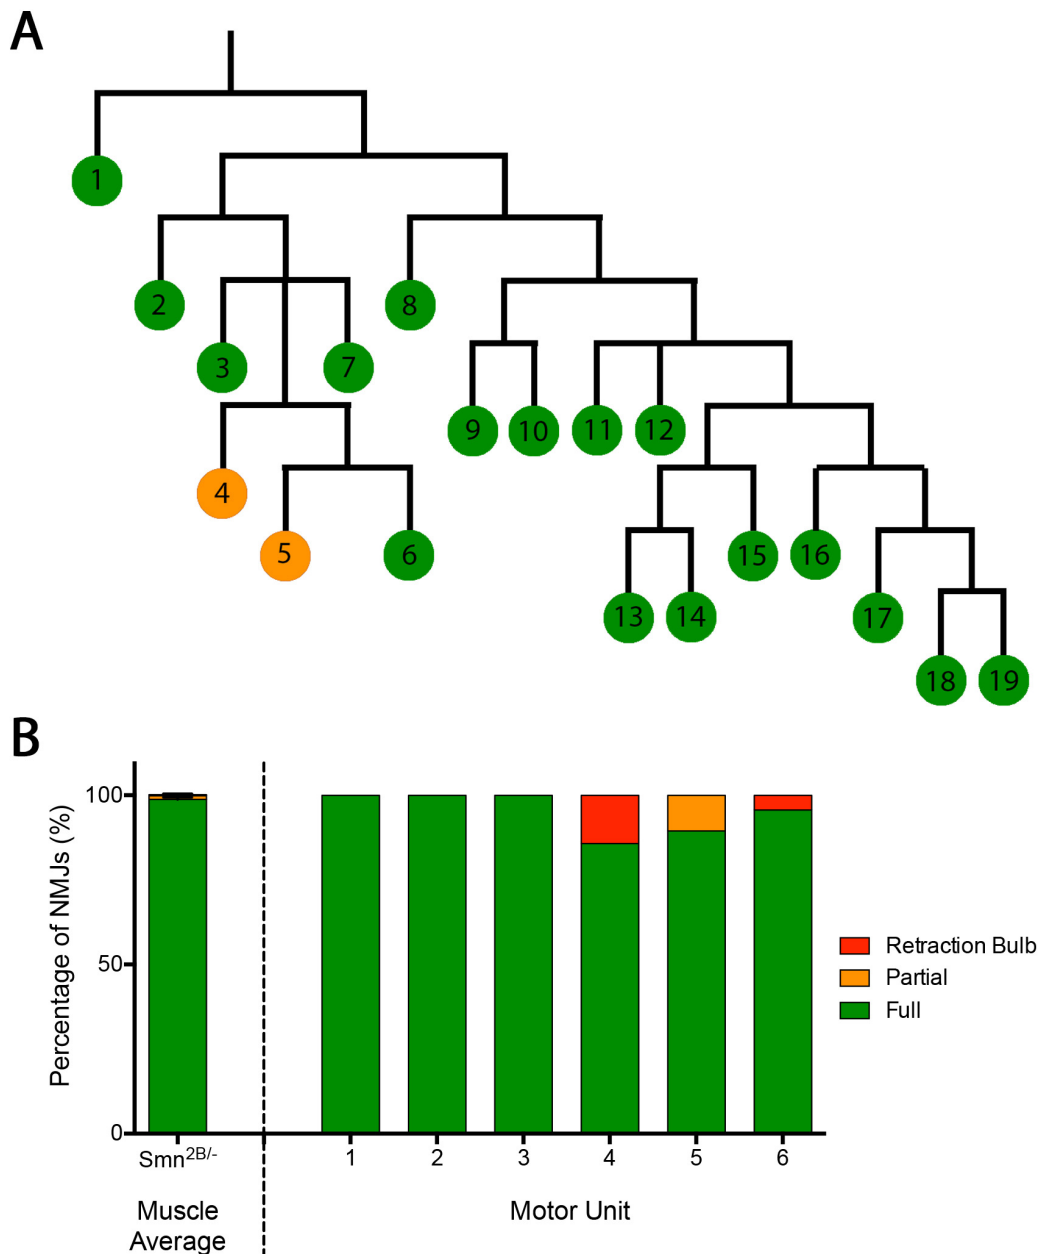 A
1
2
8
3
7
9
10
11
12
4
5
6
15
16
13
14
17
18
19
B
Percentage of NMJs (%)
100
50
0
Retraction Bulb
Partial
Full
Smn2B/-
1
2
3
4
5
6
Muscle
Average
Motor Unit